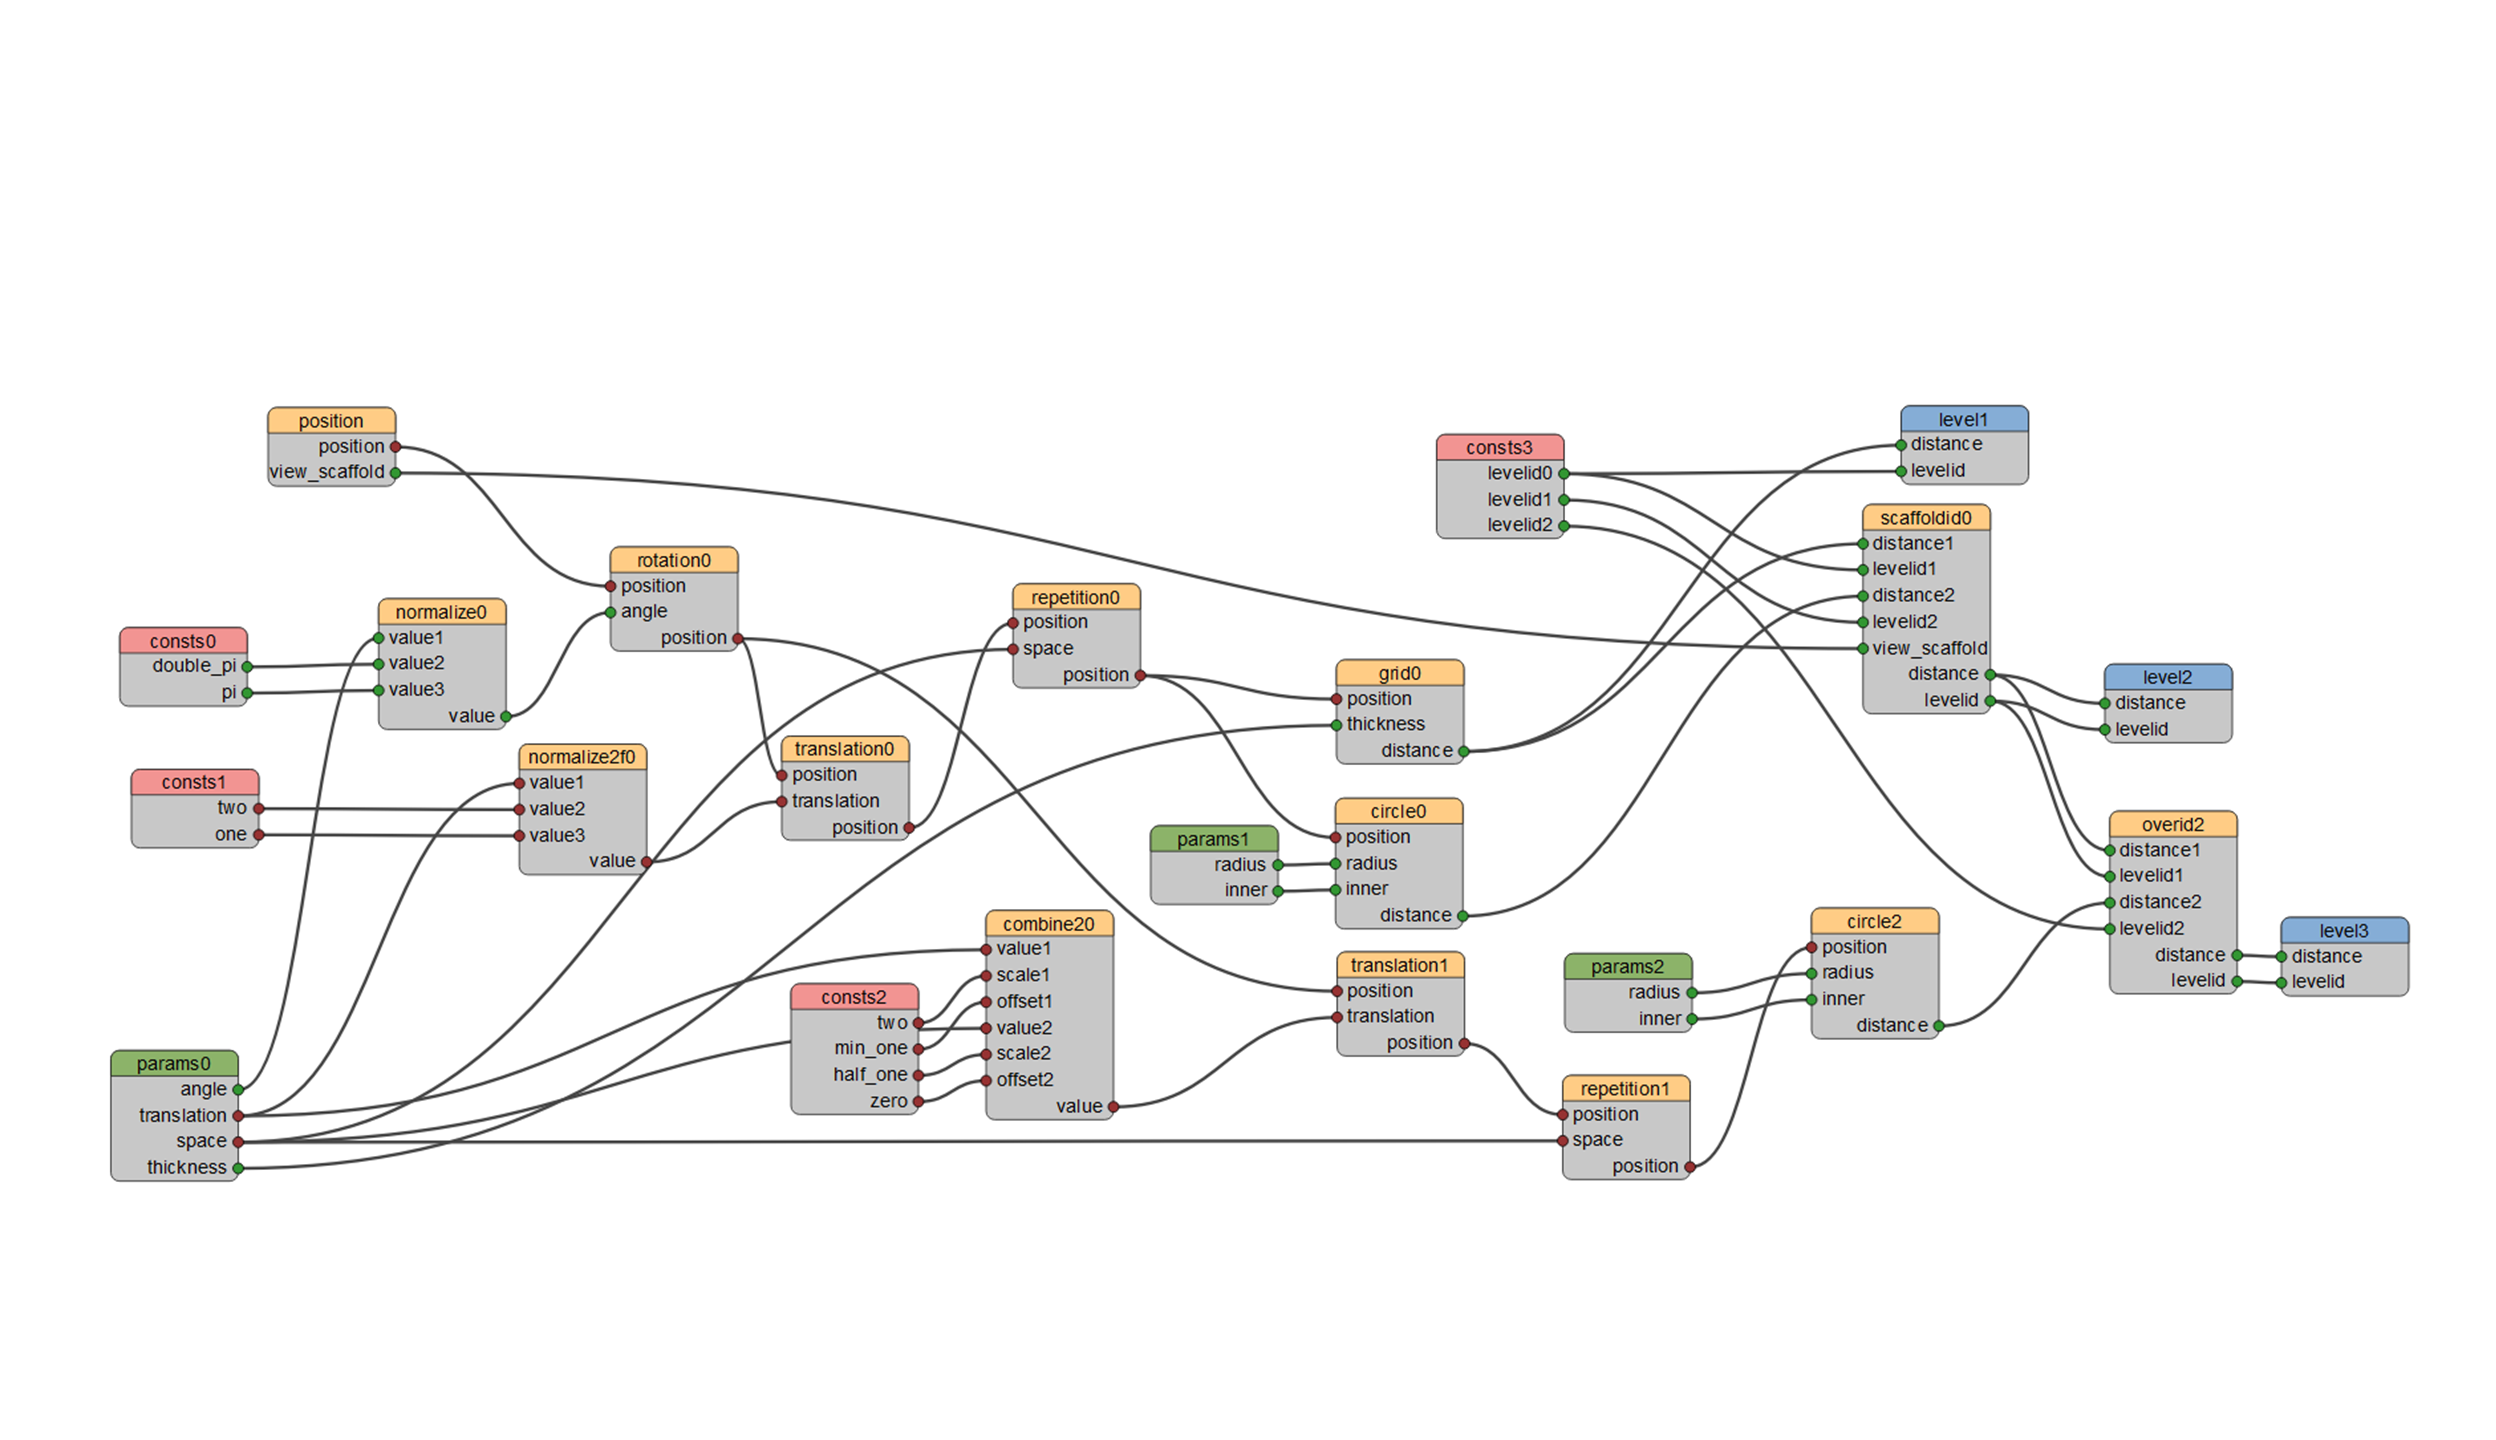 position
position
view_scaffold
consts0
double_pi
pi
normalize0
value1
value2
value3
value
consts1
two
one
normalize2f0
value1
value2
value3
value
params0
angle
translation
space
thickness
rotation0
position
angle
position
translation0
position
translation
position
repetition0
position
space
position
consts2
two
min_one
half_one
zero
combine20
value1
scale1
offset1
value2
scale2
offset2
value
params1
radius
inner
grid0
position
thickness
distance
circle0
position
radius
inner
distance
translation1
position
translation
position
consts3
levelid0
levelid1
levelid2
params2
radius
inner
repetition1
position
space
position
level1
distance
levelid
scaffoldid0
distance1
levelid1
distance2
levelid2
view_scaffold
distance
levelid
circle2
position
radius
inner
distance
level2
distance
levelid
overid2
distance1
levelid1
distance2
levelid2
distance
levelid
level3
distance
levelid